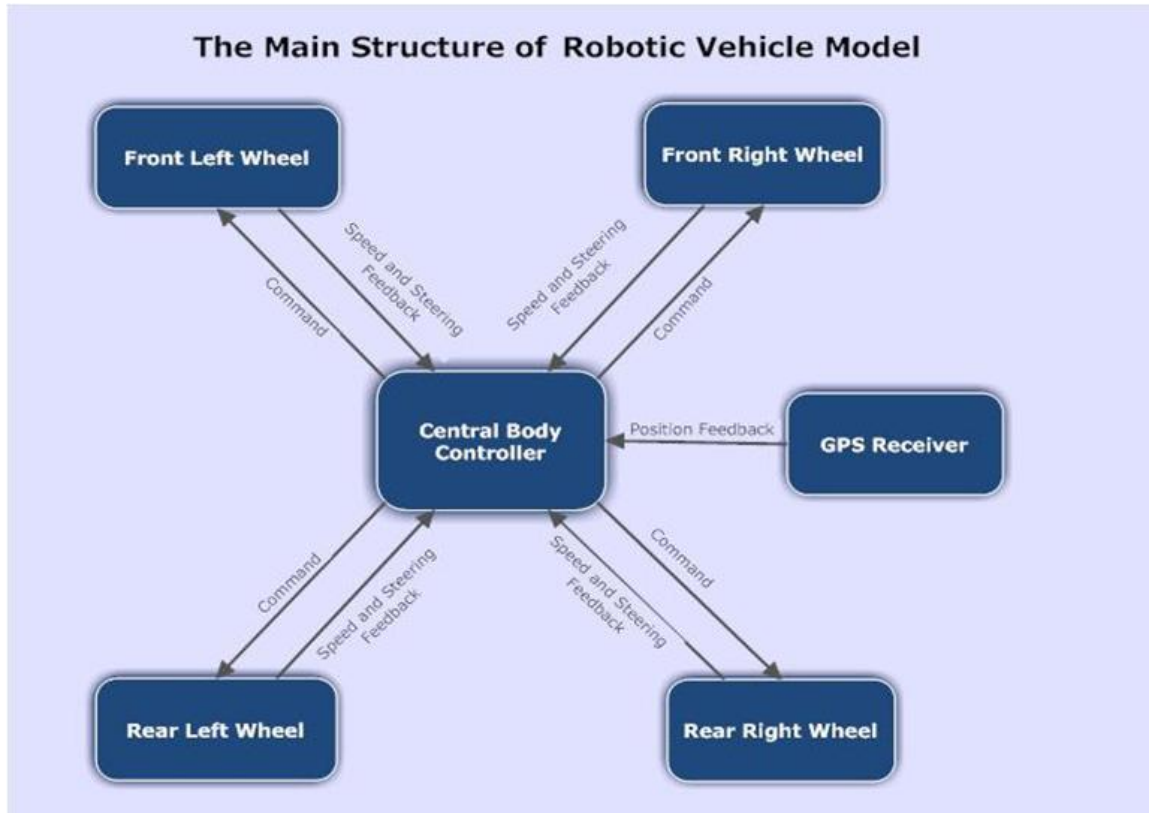 The Main Structure of Robotic Vehicle Model
Front Left Wheel
Front Right Wheel
Speed and Steering
Feedback
Command
Speed and Steering
Feedback
Command
Central Body
Controller
Position Feedback
GPS Receiver
Command
Speed and Steering
Feedback
Speed and Steering
Feedback
Command
Rear Left Wheel
Rear Right Wheel